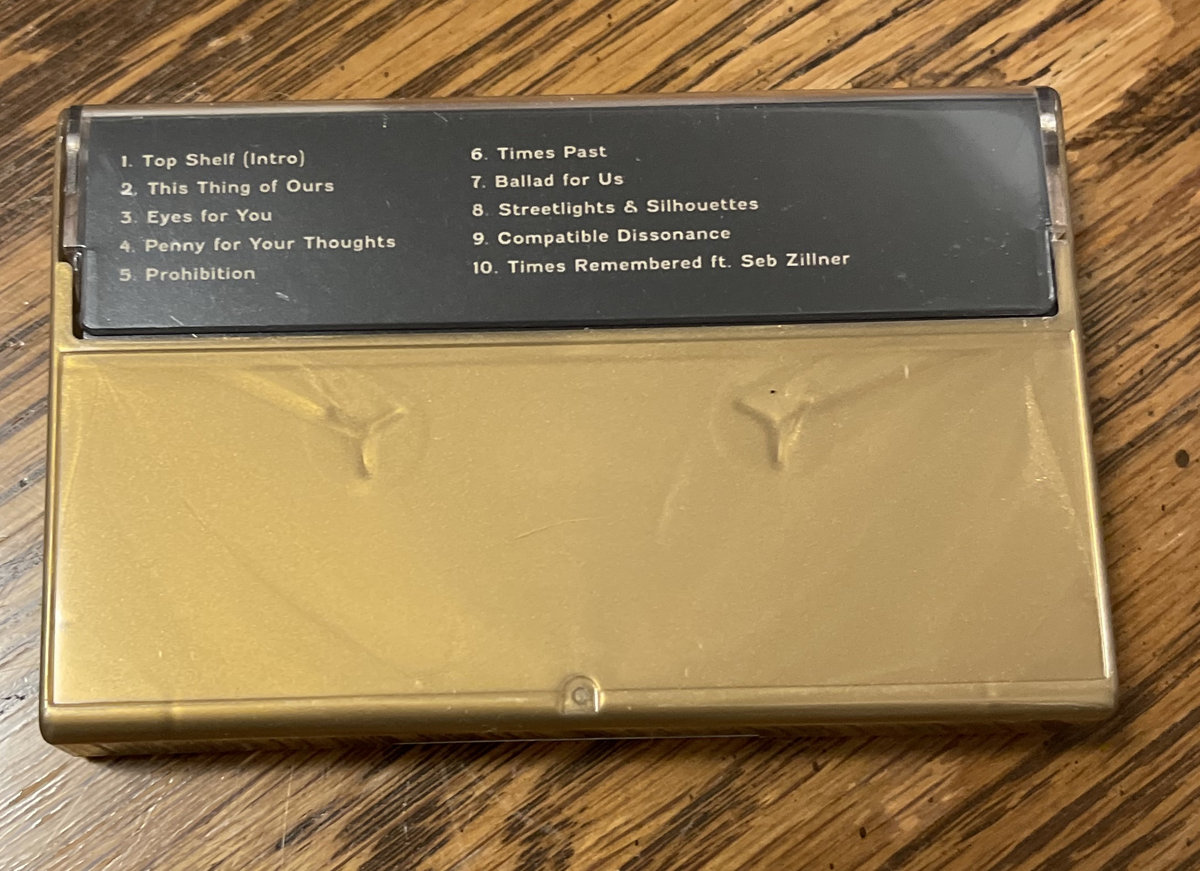 1. Top Shelf (Intro)
2. This Thing of Ours
3. Eyes for You
4. Penny for Your Thoughts
5. Prohibition
6. Times Past
7. Ballad for Us
8. Streetlights & Silhouettes
9. Compatible Dissonance
10. Times Remembered ft. Seb Zillner